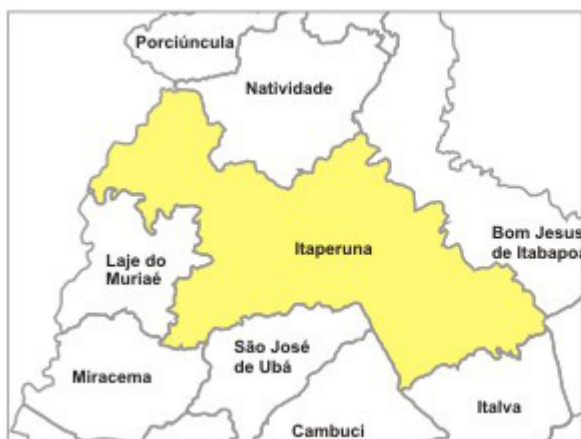 Porciúncula
Natividade
Bom Jesus
de Itabapoa
Itaperuna
Laje do
Muriaé
São José
de Ubá
Miracema
Italva
Cambuci